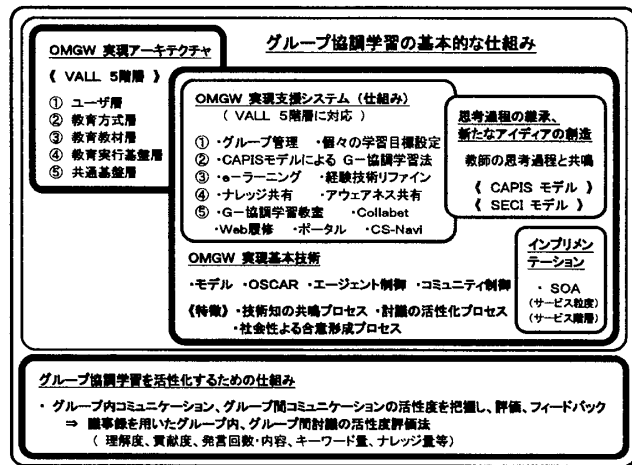 グループ協調学習の基本的な仕組み
OMGW 実現アーキテクチャ
《 VALL 5階層 》
① ユーザ層
② 教育方式層
③ 教育教材層
④ 教育実行基盤層
⑤ 共通基盤層
OMGW 実現支援システム（仕組み）
（ VALL 5階層に対応 ）
① ・グループ管理 ・個々の学習目標設定
② ・CAPISモデルによる G－協調学習法
③ ・eラーニング ・経験技術リファイン
④ ・ナレッジ共有 ・アウェアネス共有
⑤ ・G－協調学習教室 ・Collabet
・Web履修 ・ポータル ・CS-Navi
思考過程の継承、
新たなアイディアの創造
教師の思考過程と共鳴
《 CAPIS モデル 》
《 SECI モデル 》
OMGW 実現基本技術
・モデル ・OSCAR ・エージェント制御 ・コミュニティ制御
《特徴》・技術知の共鳴プロセス ・討議の活性化プロセス
・社会性よる合意形成プロセス
インプリメン
テーション
・ SOA
（サービス粒度）
（サービス階層）
グループ協調学習を活性化するための仕組み
・ グループ内コミュニケーション、グループ間コミュニケーションの活性度を把握し、評価、フィードバック
⇒ 議事録を用いたグループ内、グループ間討議の活性度評価法
（ 理解度、貢献度、発言回数・内容、キーワード量、ナレッジ量等）